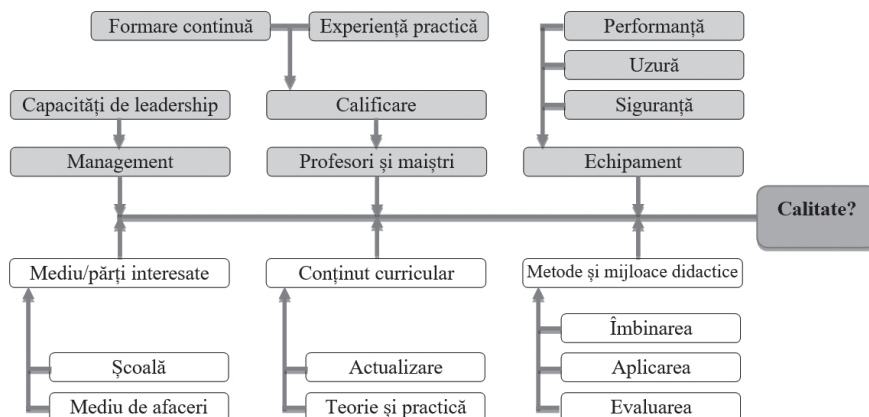 Formare continuă
Experiență practică
Performanță
Uzură
Capacități de leadership
Calificare
Siguranță
Management
Profesori și maiștri
Echipament
Calitate?
Mediu/părți interesate
Conținut curricular
Metode și mijloace didactice
Îmbinarea
Școală
Actualizare
Aplicarea
Mediu de afaceri
Teorie și practică
Evaluarea